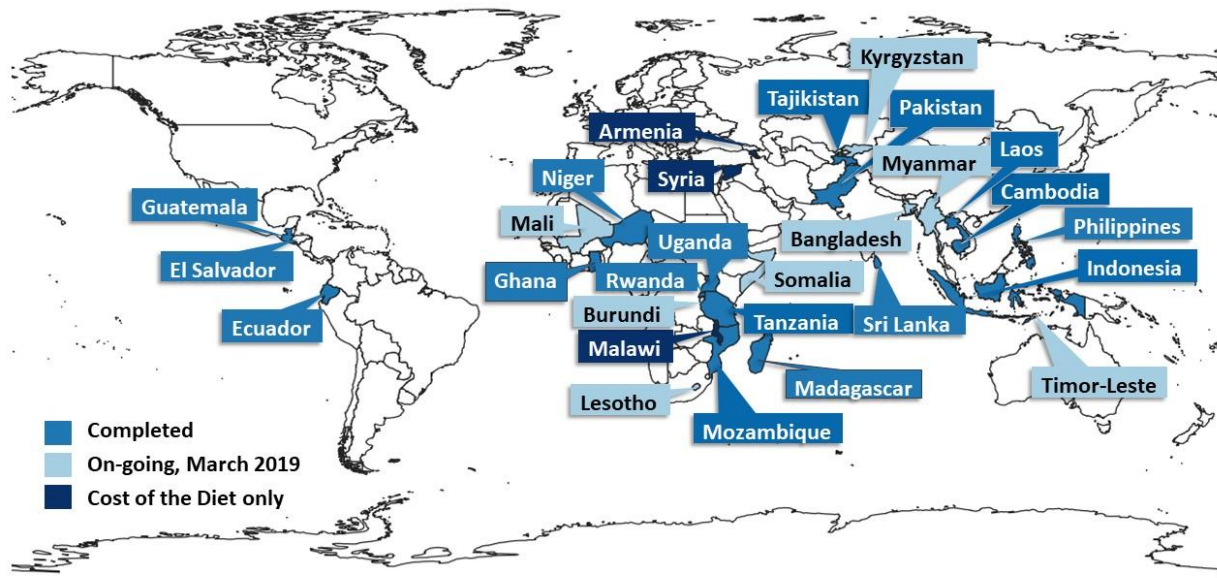 Kyrgyzstan
Tajikistan
Pakistan
Armenia
Laos
Myanmar
Niger
Syria
Cambodia
Guatemala
Mali
Uganda
Bangladesh
Philippines
El Salvador
Ghana
Rwanda
Somalia
Indonesia
Burundi
Ecuador
Tanzania
Sri Lanka
Malawi
Madagascar
Timor-Leste
Lesotho
Mozambique
Completed
On-going, March 2019
Cost of the Diet only